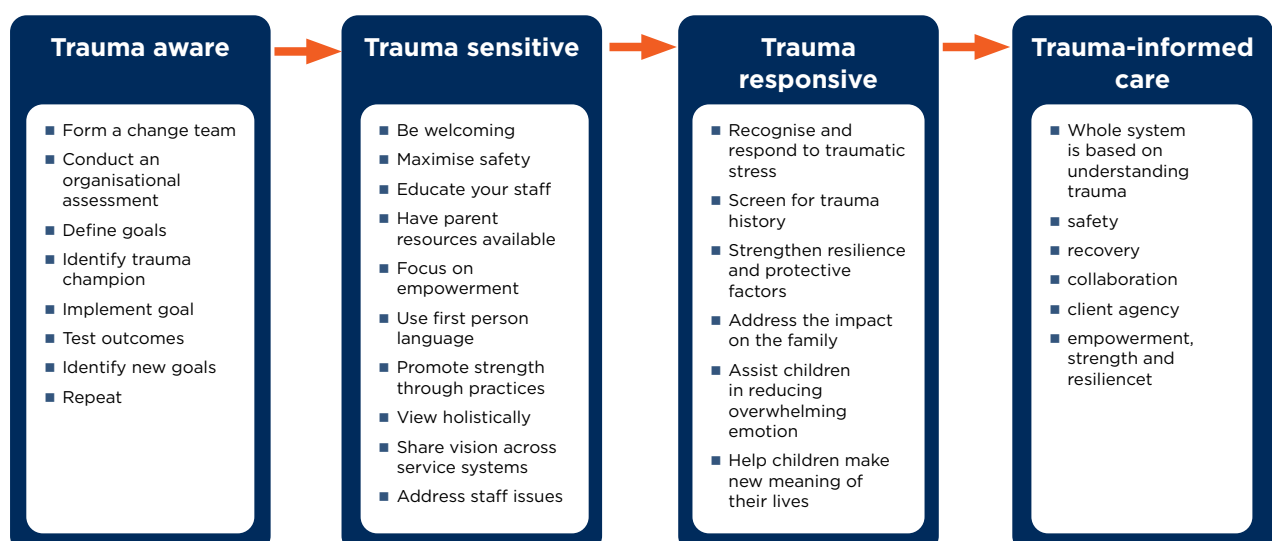 Trauma aware
Form a change team
Conduct an
organisational
assessment
Define goals
Identify trauma
champion
Implement goal
Test outcomes
Identify new goals
Repeat
Trauma sensitive
Be welcoming
Maximise safety
Educate your staff
Have parent
resources available
Focus on
empowerment
Use first person
language
Promote strength
through practices
View holistically
Share vision across
service systems
Address staff issues
Trauma
responsive
Recognise and
respond to traumatic
stress
Screen for trauma
history
Strengthen resilience
and protective
factors
Address the impact
on the family
Assist children
in reducing
overwhelming
emotion
Help children make
new meaning of
their lives
Trauma-informed
care
Whole system
is based on
understanding
trauma
safety
recovery
collaboration
client agency
empowerment,
strength and
resiliencet